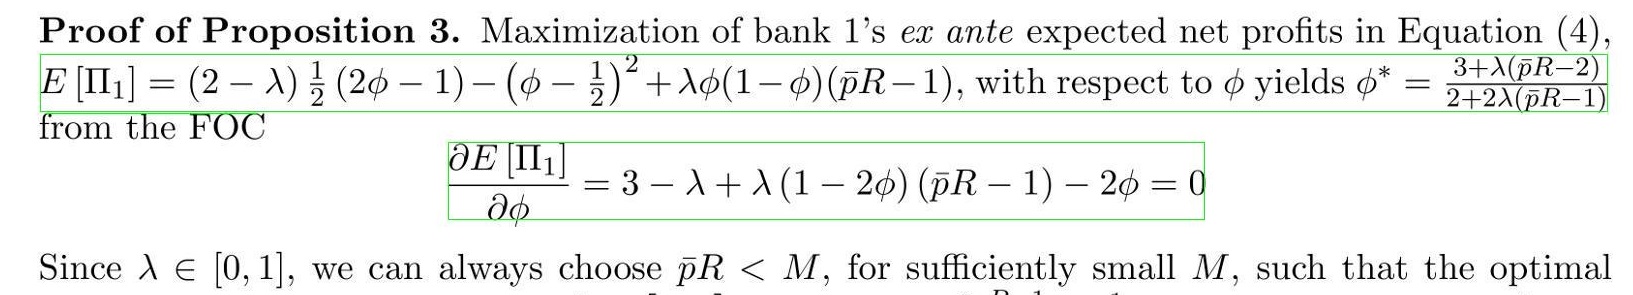 Proof of Proposition 3. Maximization of bank 1's ex ante expected net profits in Equation (4),
E [Π₁] = (2 − λ) ½ (2ϕ − 1) − (ϕ − ½)² + λϕ(1 − ϕ)(p̄R − 1), with respect to ϕ yields ϕ* = (3+λ(p̄R−2))/(2+2λ(p̄R−1))
from the FOC
∂E [Π₁]/∂ϕ = 3 − λ + λ (1 − 2ϕ) (p̄R − 1) − 2ϕ = 0
Since λ ∈ [0, 1], we can always choose p̄R < M, for sufficiently small M, such that the optimal